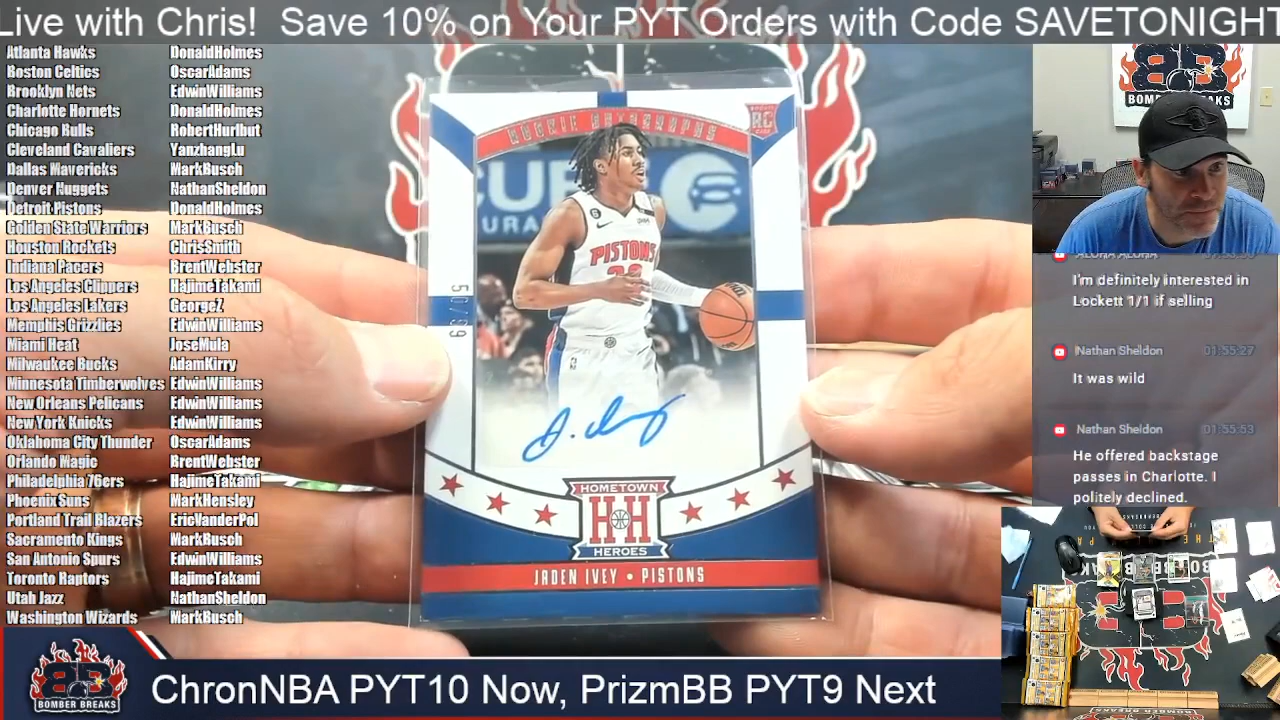 Live with Chris! Save 10% on Your PYT Orders with Code SAVETONIGHT
Atlanta Hawks DonaldHolmes
Boston Celtics OscarAdams
Brooklyn Nets EdwinWilliams
Charlotte Hornets DonaldHolmes
Chicago Bulls RobertHurlbut
Cleveland Cavaliers YanzhangLu
Dallas Mavericks MarkBusch
Denver Nuggets NathanSheldon
Detroit Pistons DonaldHolmes
Golden State Warriors MarkBusch
Houston Rockets ChrisSmith
Indiana Pacers BrentWebster
Los Angeles Clippers HajimeTakami
Los Angeles Lakers GeorgeZ
Memphis Grizzlies EdwinWilliams
Miami Heat JoseMula
Milwaukee Bucks AdamKirry
Minnesota Timberwolves EdwinWilliams
New Orleans Pelicans EdwinWilliams
New York Knicks EdwinWilliams
Oklahoma City Thunder OscarAdams
Orlando Magic BrentWebster
Philadelphia 76ers HajimeTakami
Phoenix Suns MarkHensley
Portland Trail Blazers EricVanderPol
Sacramento Kings MarkBusch
San Antonio Spurs EdwinWilliams
Toronto Raptors HajimeTakami
Utah Jazz NathanSheldon
Washington Wizards MarkBusch
ROOKIE AUTOGRAPHS
RC
PISTONS
HOMETOWN
HH
HEROES
JADEN IVEY • PISTONS
BB
BOMBER BREAKS
I'm definitely interested in
Lockett 1/1 if selling
Nathan Sheldon 01:55:27
It was wild
Nathan Sheldon 01:55:53
He offered backstage
passes in Charlotte. I
politely declined.
BB
BOMBER BREAKS
ChronNBA PYT10 Now, PrizmBB PYT9 Next